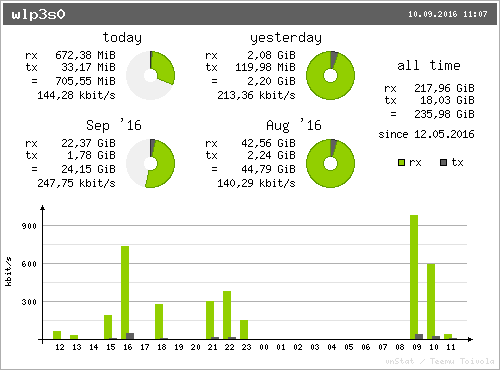 wlp3s0 10.09.2016 11:07
today yesterday
rx 672,38 MiB rx 2,08 GiB
tx 33,17 MiB tx 119,98 MiB
= 705,55 MiB = 2,20 GiB
144,28 kbit/s 213,36 kbit/s
all time
rx 217,96 GiB
tx 18,03 GiB
= 235,98 GiB
since 12.05.2016
Sep '16 Aug '16
rx 22,37 GiB rx 42,56 GiB
tx 1,78 GiB tx 2,24 GiB
= 24,15 GiB = 44,79 GiB
247,75 kbit/s 140,29 kbit/s
rx tx
kbit/s
900
600
300
12 13 14 15 16 17 18 19 20 21 22 23 00 01 02 03 04 05 06 07 08 09 10 11
vnStat / Teemu Toivola